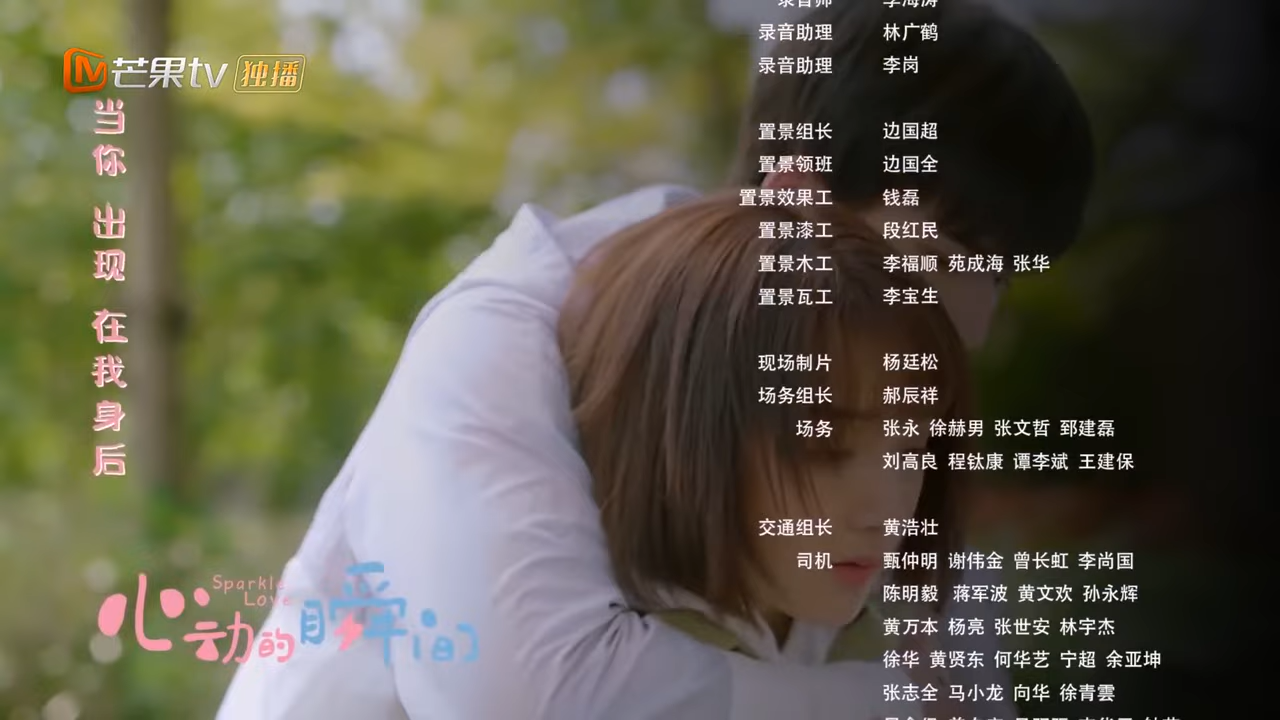 芒果tv 独播
当你 出现 在我身后
Sparkle
Love
心动的瞬间
录音师 李海涛
录音助理 林广鹤
录音助理 李岗
置景组长 边国超
置景领班 边国全
置景效果工 钱磊
置景漆工 段红民
置景木工 李福顺 苑成海 张华
置景瓦工 李宝生
现场制片 杨廷松
场务组长 郝辰祥
场务 张永 徐赫男 张文哲 郅建磊
刘高良 程钛康 谭李斌 王建保
交通组长 黄浩壮
司机 甄仲明 谢伟金 曾长虹 李尚国
陈明毅 蒋军波 黄文欢 孙永辉
黄万本 杨亮 张世安 林宇杰
徐华 黄贤东 何华艺 宁超 余亚坤
张志全 马小龙 向华 徐青雲